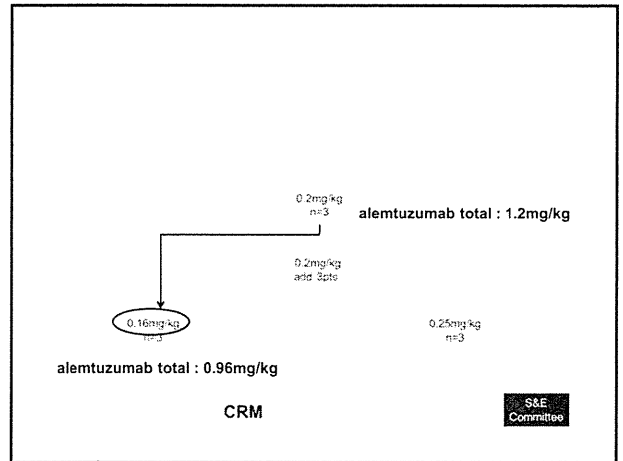 0.2mg/kg
n=3
alemtuzumab total : 1.2mg/kg
0.2mg/kg
add 3pts
0.16mg/kg
n=3
0.25mg/kg
n=3
alemtuzumab total : 0.96mg/kg
CRM
S&E
Committee